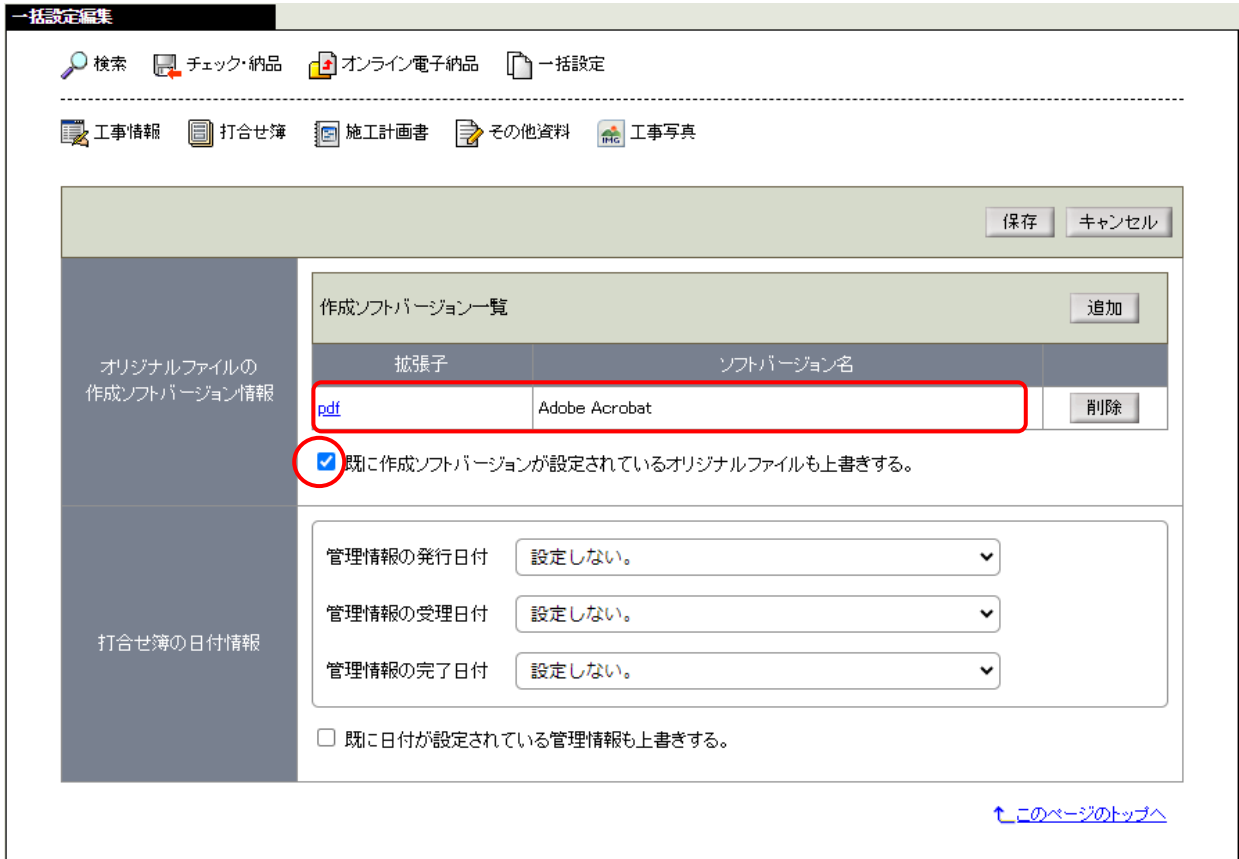 一括設定編集
検索 チェック・納品 オンライン電子納品 一括設定
工事情報 打合せ簿 施工計画書 その他資料 IMG 工事写真
保存 キャンセル
作成ソフトバージョン一覧 追加
オリジナルファイルの
作成ソフトバージョン情報
拡張子 ソフトバージョン名
pdf Adobe Acrobat 削除
既に作成ソフトバージョンが設定されているオリジナルファイルも上書きする。
打合せ簿の日付情報
管理情報の発行日付 設定しない。
管理情報の受理日付 設定しない。
管理情報の完了日付 設定しない。
既に日付が設定されている管理情報も上書きする。
このページのトップへ